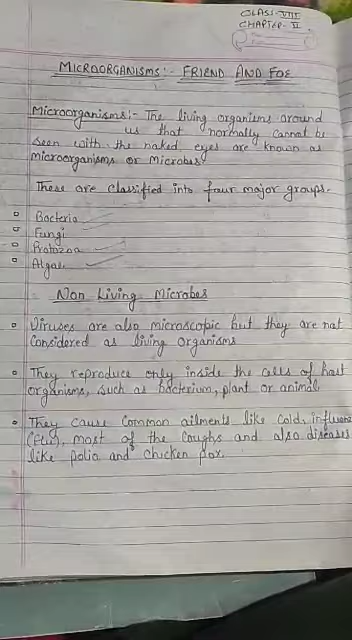 CLASS-VIII
CHAPTER-II
MICROORGANISMS:- FRIEND AND FOE
Microorganisms:- The living organisms around
us that normally cannot be
seen with the naked eyes are known as
microorganisms or Microbes
These are classified into four major groups-
Bacteria
Fungi
Protozoa
Algae
Non Living Microbes
Viruses are also microscopic but they are not
considered as living organisms
They reproduce only inside the cells of host
organisms, such as bacterium, plant or animal
They cause common ailments like Cold, influenz
(Flu), most of the Coughs and also diseases
like polio and chicken pox.